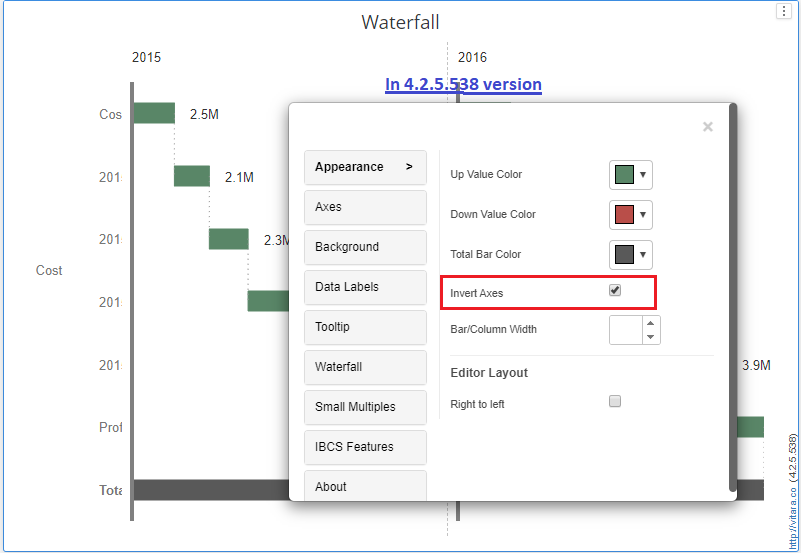 Waterfall
2015
2016
In 4.2.5.538 version
Cos
2.5M
201
2.1M
201
2.3M
Cost
201
201
3.9M
Prof
Tota
×
Appearance >
Axes
Background
Data Labels
Tooltip
Waterfall
Small Multiples
IBCS Features
About
Up Value Color
Down Value Color
Total Bar Color
Invert Axes
Bar/Column Width
Editor Layout
Right to left
http://vitara.co (4.2.5.538)